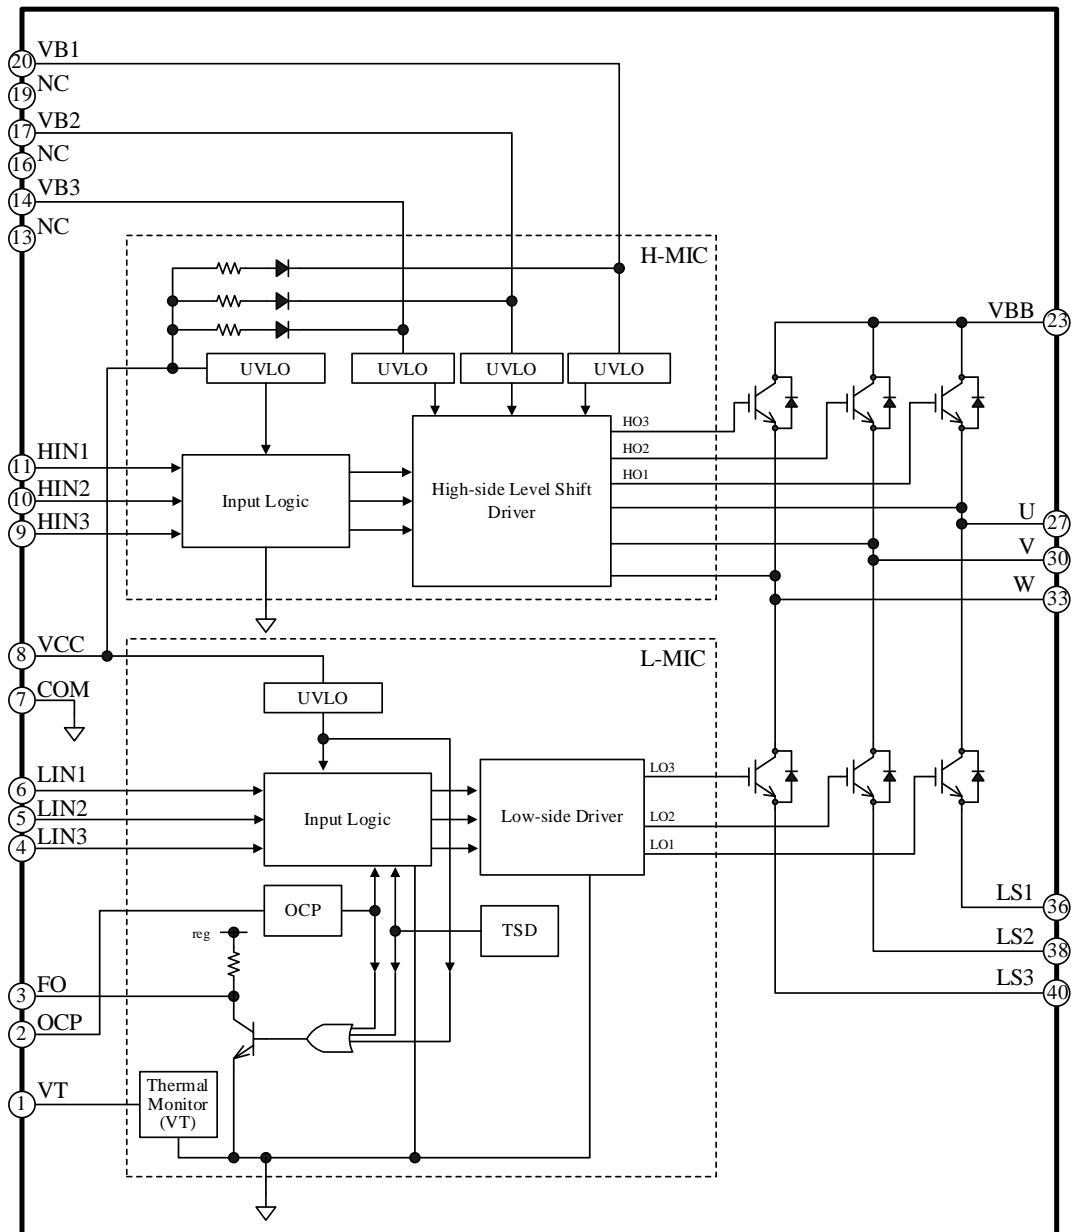 20 VB1
19 NC
17 VB2
16 NC
14 VB3
13 NC
H-MIC
VBB 23
UVLO
UVLO
UVLO
UVLO
HO3
HO2
HO1
11 HIN1
10 HIN2
9 HIN3
Input Logic
High-side Level Shift
Driver
U 27
V 30
W 33
8 VCC
L-MIC
7 COM
UVLO
6 LIN1
5 LIN2
4 LIN3
Input Logic
Low-side Driver
LO3
LO2
LO1
OCP
TSD
reg
LS1 36
LS2 38
LS3 40
3 FO
2 OCP
1 VT
Thermal
Monitor
(VT)